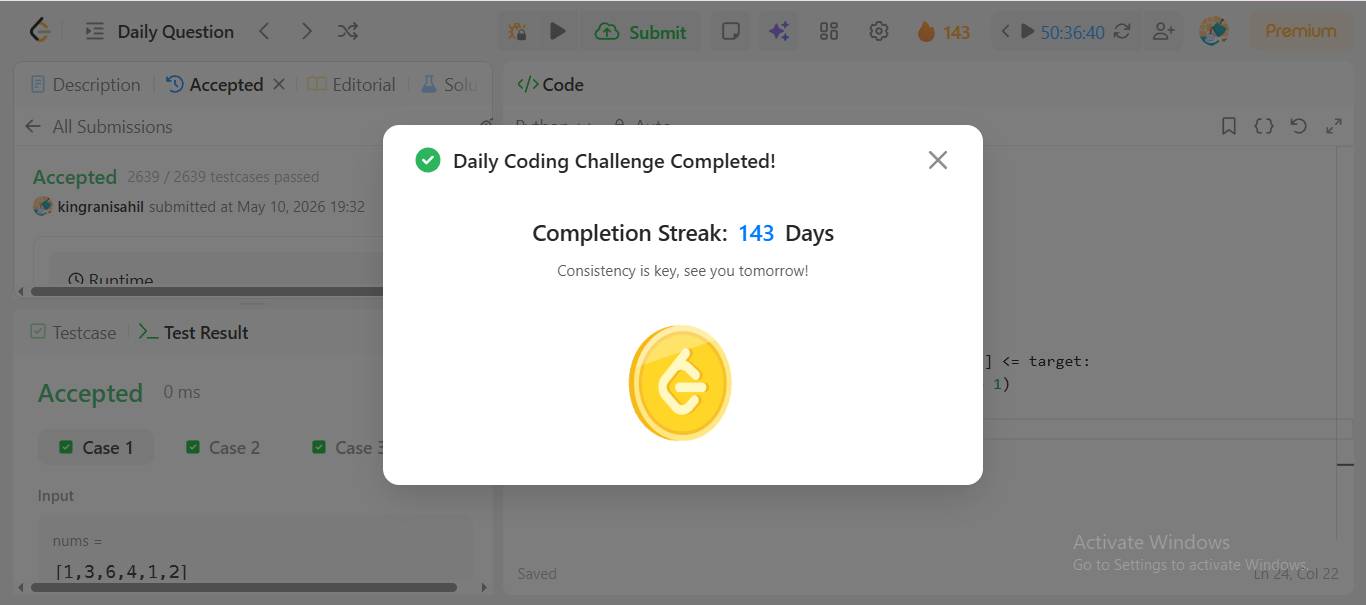 Daily Question
Submit
143
50:36:40
Premium
Description
Accepted
Editorial
Solu
All Submissions
Accepted 2639 / 2639 testcases passed
kingranisahil submitted at May 10, 2026 19:32
Runtime
Testcase
Test Result
Accepted 0 ms
Case 1
Case 2
Case 3
Input
nums =
[1,3,6,4,1,2]
</> Code
Python
Auto
] <= target:
1)
Saved
Ln 24, Col 22
Daily Coding Challenge Completed!
Completion Streak: 143 Days
Consistency is key, see you tomorrow!
Activate Windows
Go to Settings to activate Windows.